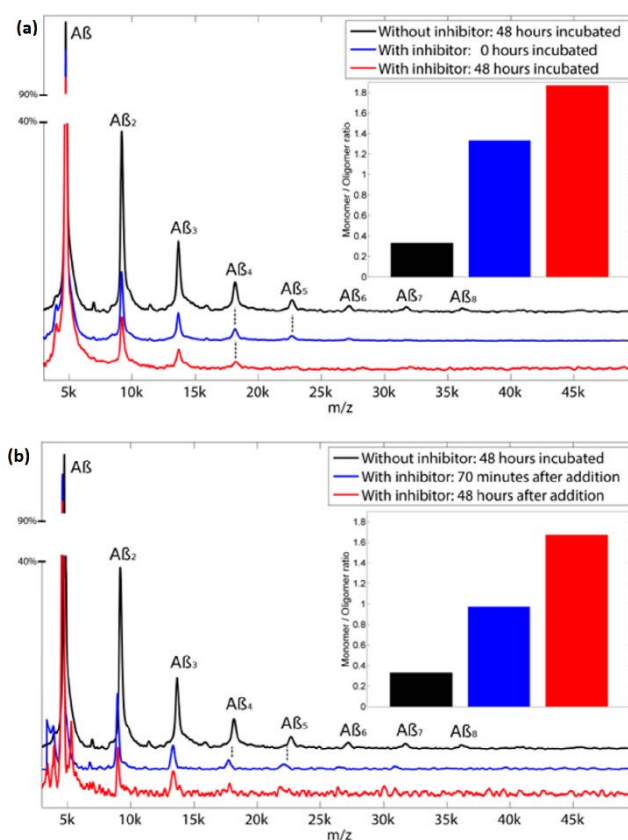 (a)
Aß
Without inhibitor: 48 hours incubated
With inhibitor: 0 hours incubated
With inhibitor: 48 hours incubated
90%
40%
Aß₂
Aß₃
Aß₄
Aß₅
Aß₆
Aß₇
Aß₈
Monomer / Oligomer ratio
1.8
1.6
1.4
1.2
1
0.8
0.6
0.4
0.2
0
5k 10k 15k 20k 25k 30k 35k 40k 45k
m/z
(b)
Aß
Without inhibitor: 48 hours incubated
With inhibitor: 70 minutes after addition
With inhibitor: 48 hours after addition
90%
40%
Aß₂
Aß₃
Aß₄
Aß₅
Aß₆
Aß₇
Aß₈
Monomer / Oligomer ratio
1.8
1.6
1.4
1.2
1
0.8
0.6
0.4
0.2
0
5k 10k 15k 20k 25k 30k 35k 40k 45k
m/z